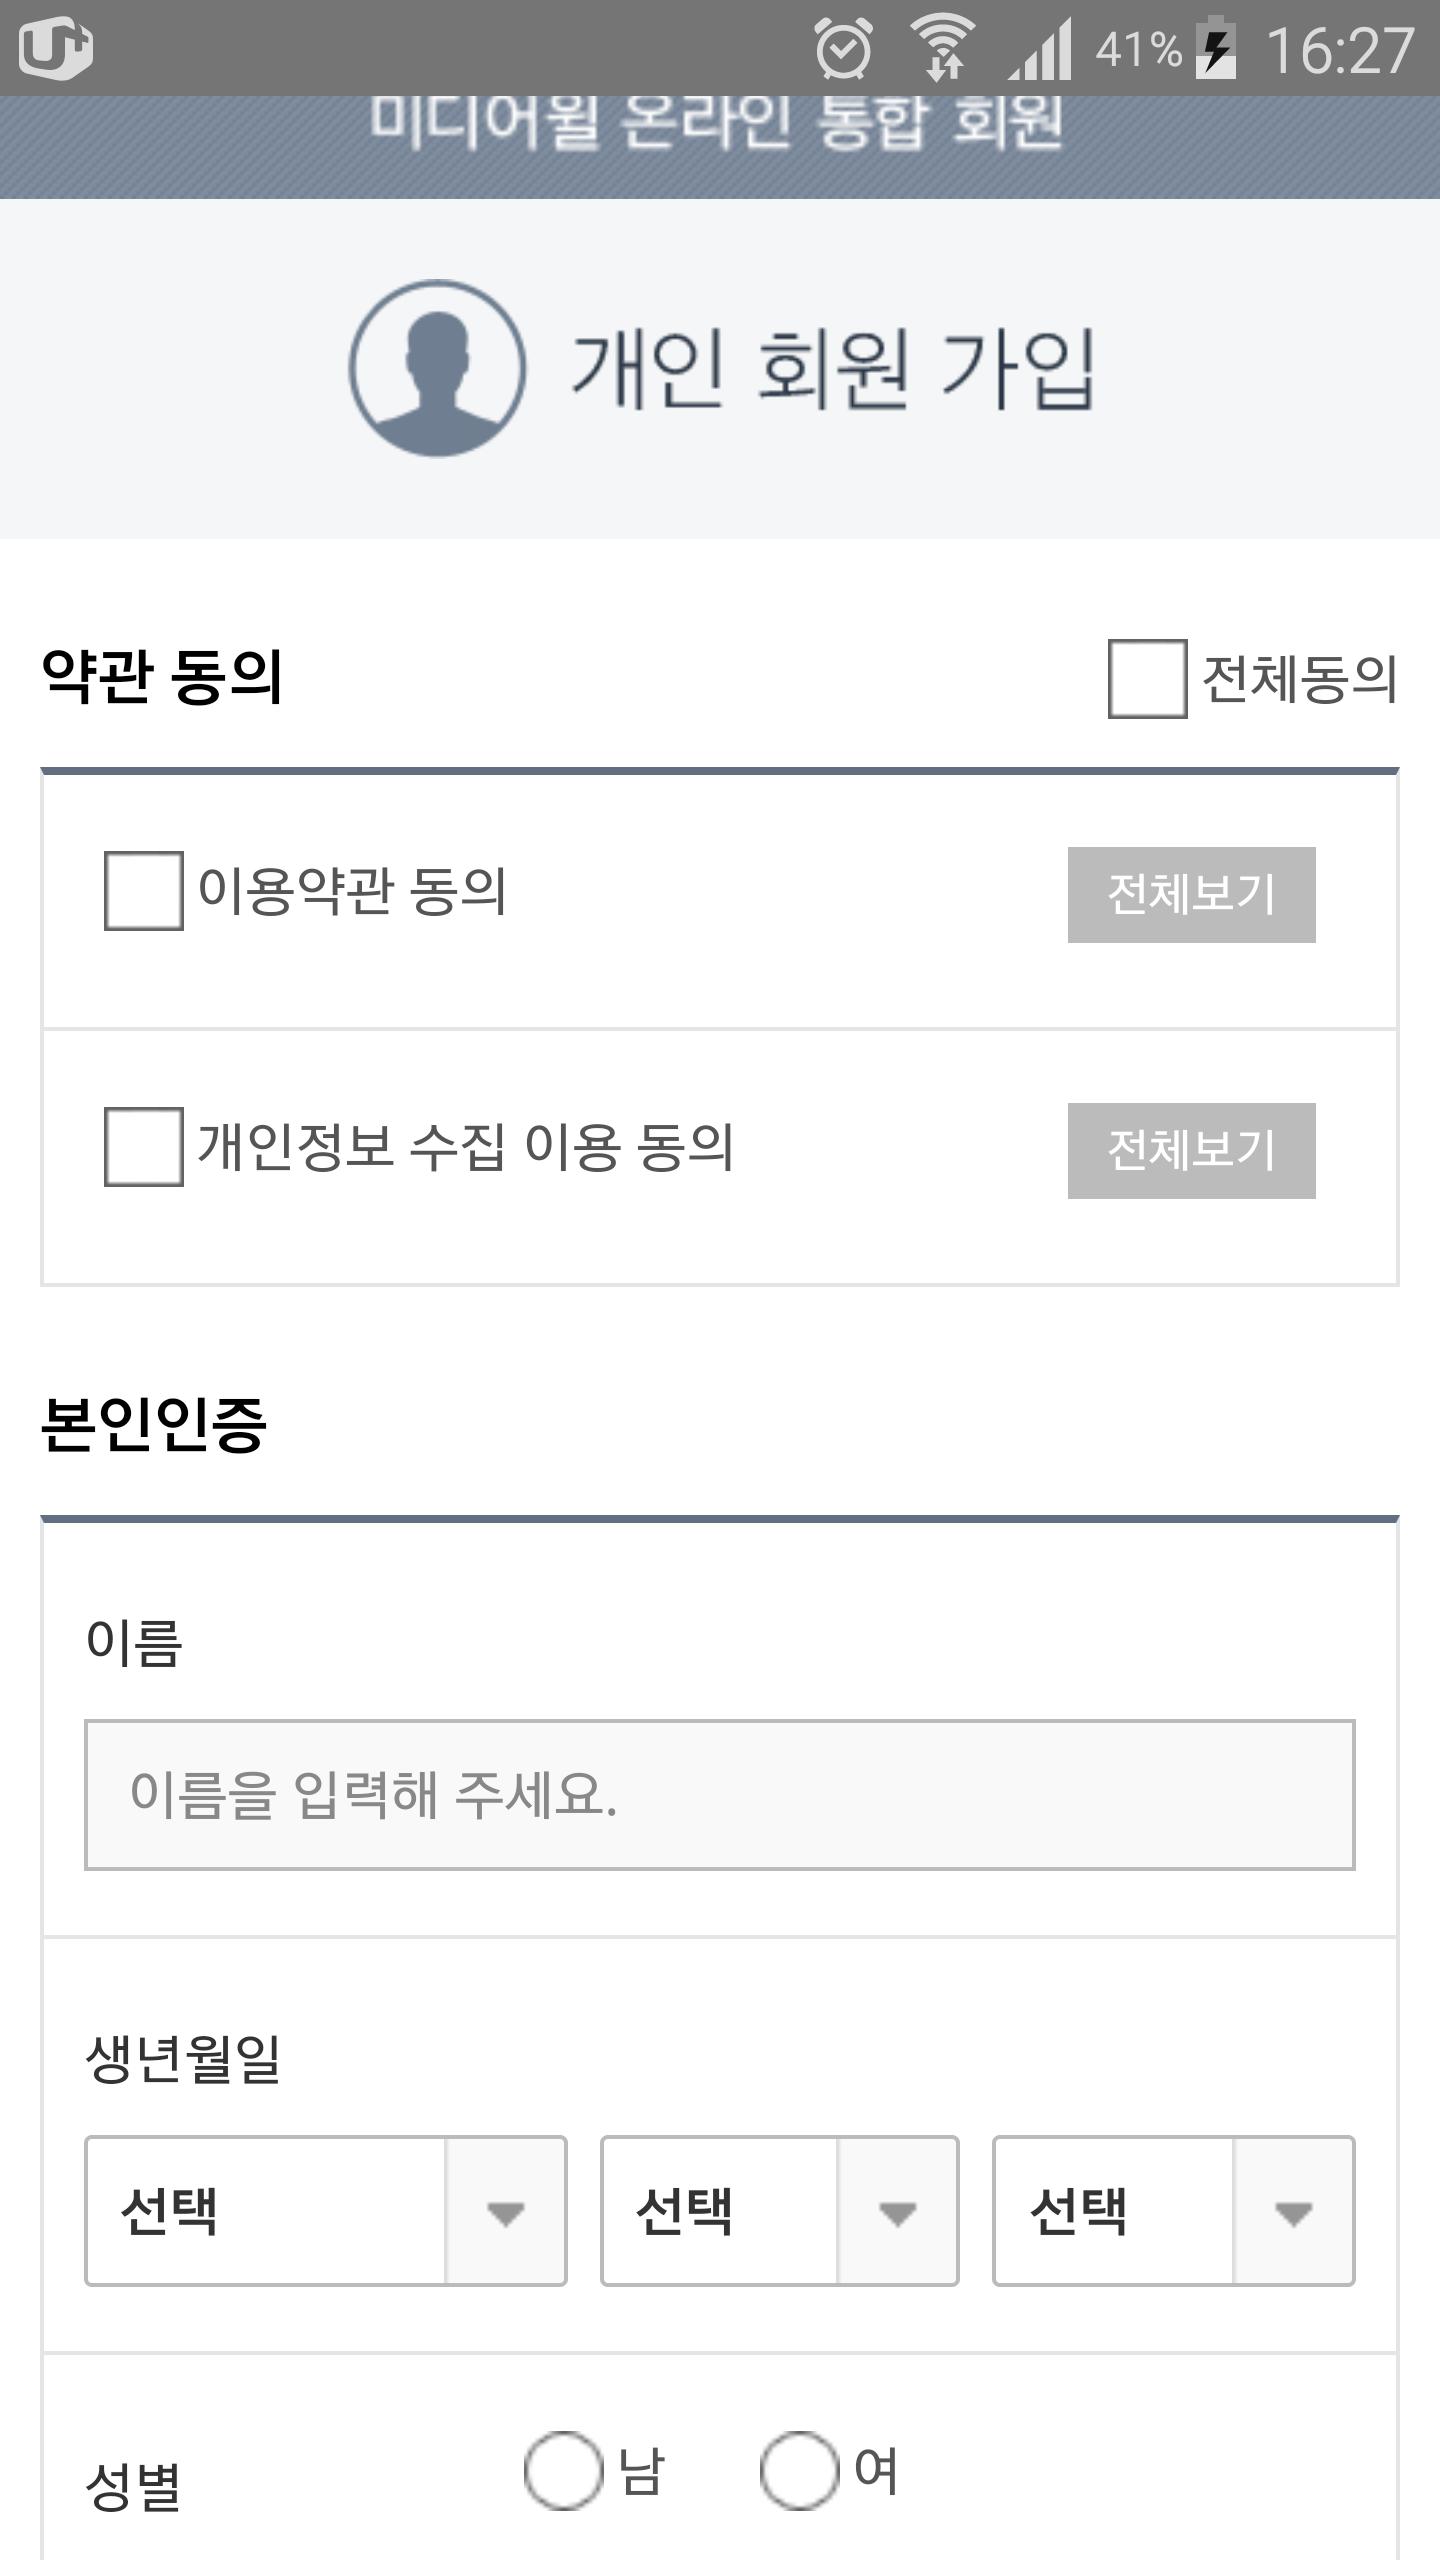 U+
41% 16:27
미디어윌 온라인 통합 회원
개인 회원 가입
약관 동의
전체동의
이용약관 동의
전체보기
개인정보 수집 이용 동의
전체보기
본인인증
이름
이름을 입력해 주세요.
생년월일
선택 선택 선택
성별 남 여